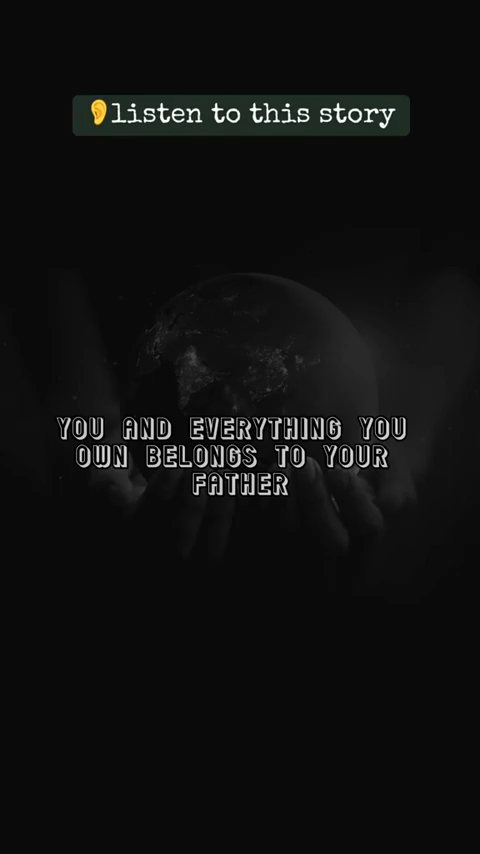 👂listen to this story
YOU AND EVERYTHING YOU
OWN BELONGS TO YOUR
FATHER